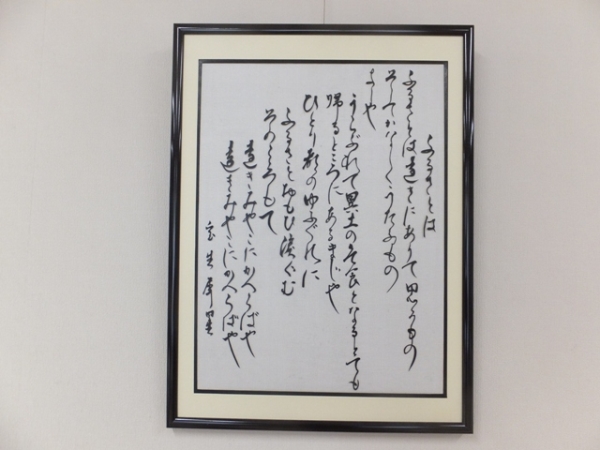 ふるさとは
ふるさとは遠きにありて思ふもの
そしてかなしくうたふもの
よしや
うらぶれて異土の乞食となるとても
帰るところにあるまじや
ひとり都のゆふぐれに
ふるさとおもひ涙ぐむ
そのこころもて
遠きみやこにかへらばや
遠きみやこにかへらばや
室生犀星